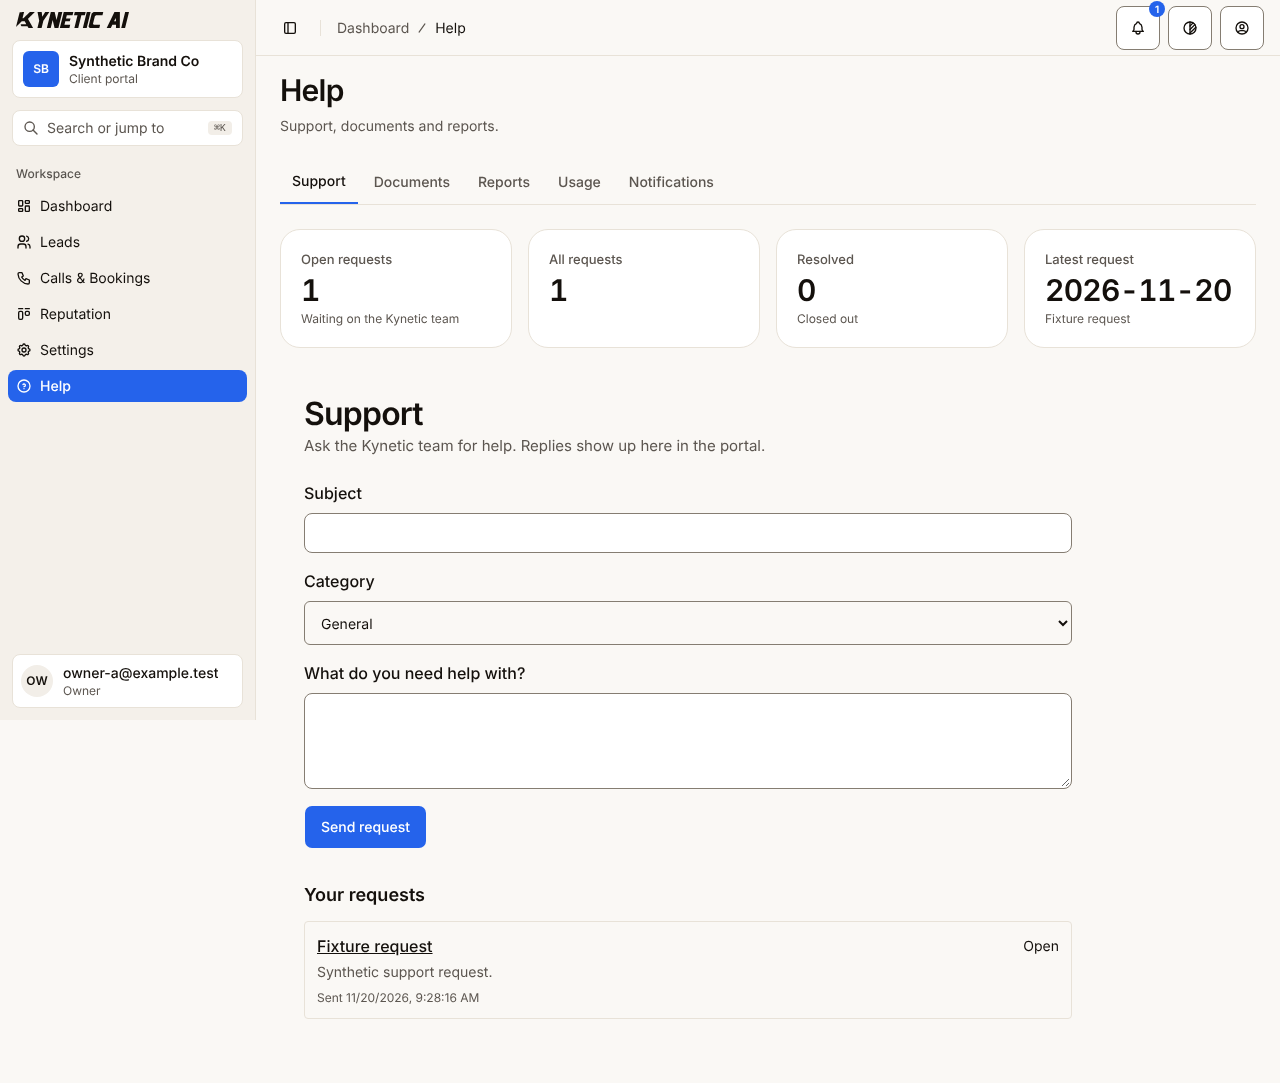 KYNETIC AI
SB
Synthetic Brand Co
Client portal
Search or jump to
⌘K
Workspace
Dashboard
Leads
Calls & Bookings
Reputation
Settings
Help
OW
owner-a@example.test
Owner
Dashboard / Help
1
Help
Support, documents and reports.
Support
Documents
Reports
Usage
Notifications
Open requests
1
Waiting on the Kynetic team
All requests
1
Resolved
0
Closed out
Latest request
2026-11-20
Fixture request
Support
Ask the Kynetic team for help. Replies show up here in the portal.
Subject
Category
General
What do you need help with?
Send request
Your requests
Fixture request
Open
Synthetic support request.
Sent 11/20/2026, 9:28:16 AM